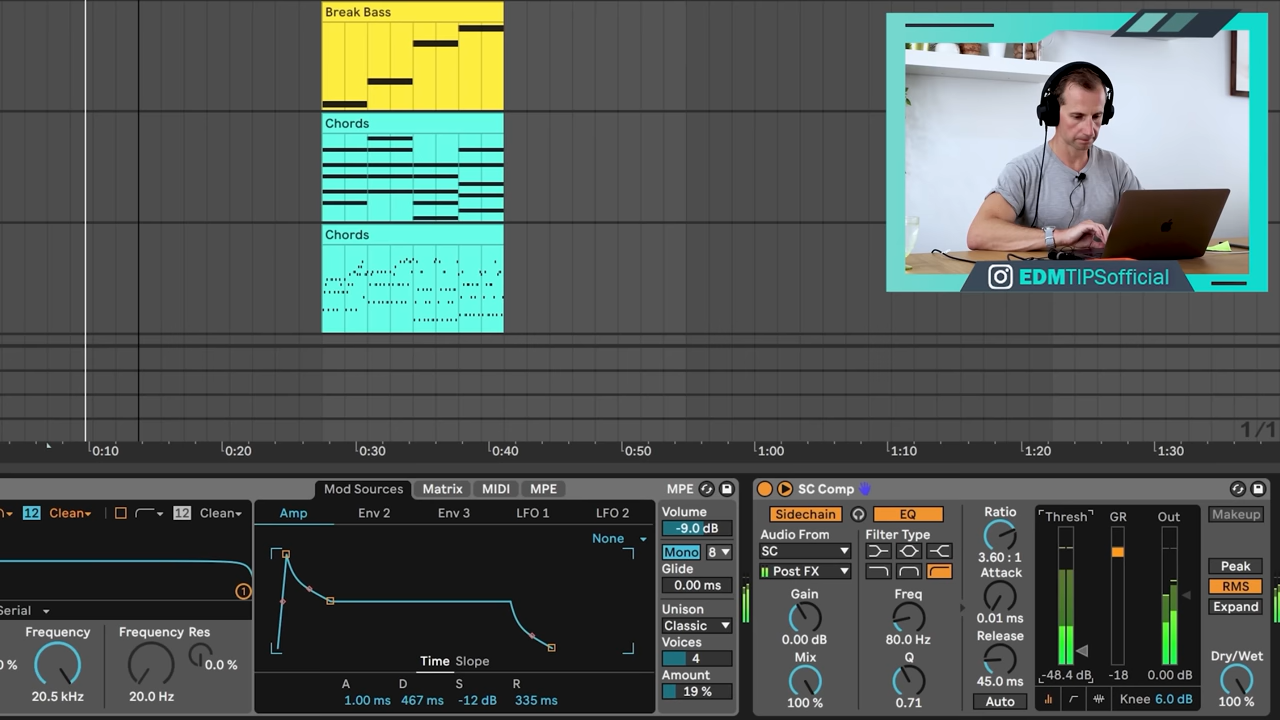 Break Bass
Chords
Chords
EDMTIPSofficial
1/1
0:10 0:20 0:30 0:40 0:50 1:00 1:10 1:20 1:30
Mod Sources Matrix MIDI MPE
MPE
SC Comp
12 Clean 12 Clean
Amp Env 2 Env 3 LFO 1 LFO 2
None
Volume
-9.0 dB
Mono 8
Glide
0.00 ms
Unison
Classic
Voices
4
Amount
19 %
1
Serial
Frequency Frequency Res
0 % 0.0 %
20.5 kHz 20.0 Hz
Time Slope
A D S R
1.00 ms 467 ms -12 dB 335 ms
Sidechain EQ
Audio From Filter Type
SC
Post FX
Gain Freq
0.00 dB 80.0 Hz
Mix Q
100 % 0.71
Ratio
3.60 : 1
Attack
0.01 ms
Release
45.0 ms
Auto
Thresh GR Out
-48.4 dB -18 0.00 dB
Knee 6.0 dB
Makeup
Peak
RMS
Expand
Dry/Wet
100 %